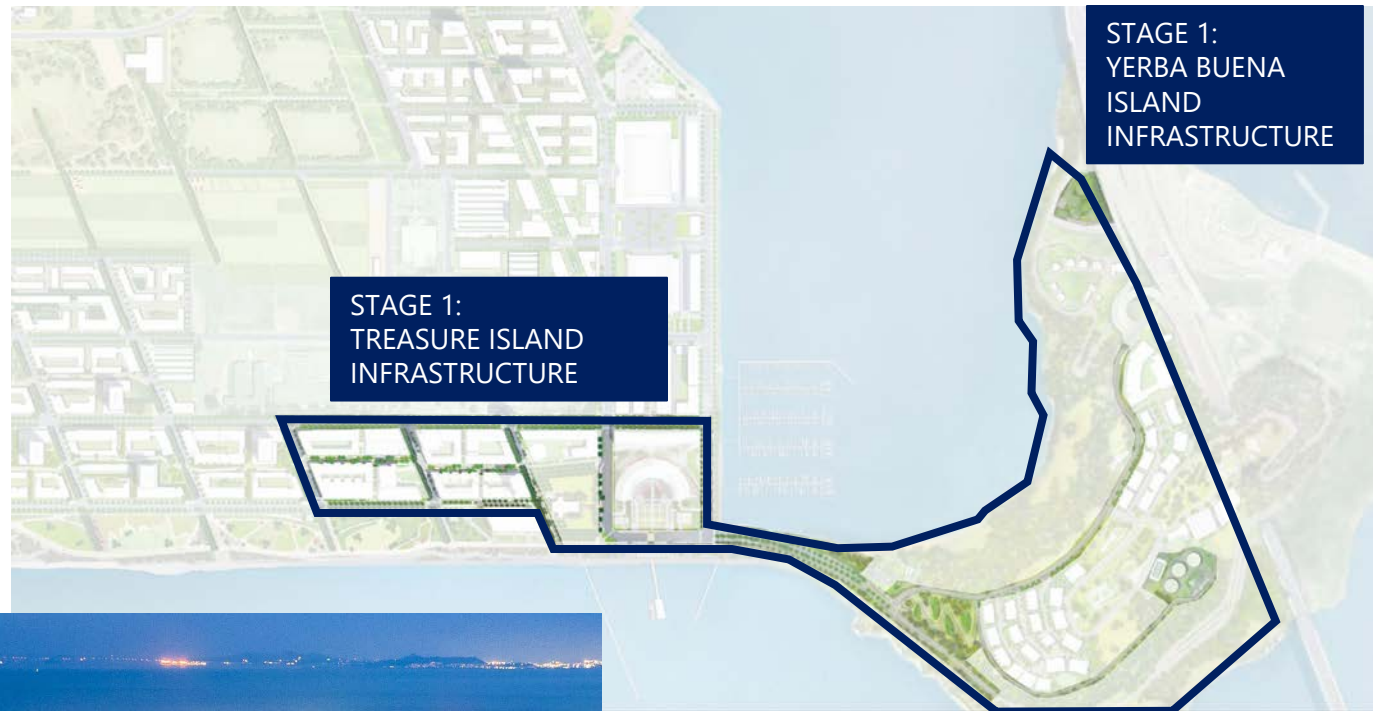 STAGE 1:
YERBA BUENA
ISLAND
INFRASTRUCTURE
STAGE 1:
TREASURE ISLAND
INFRASTRUCTURE